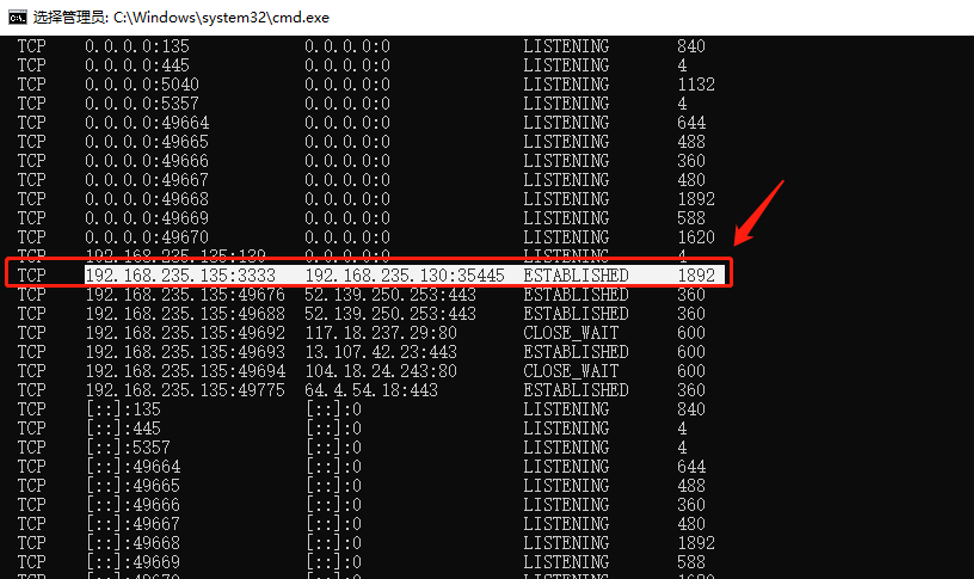 选择管理员: C:\Windows\system32\cmd.exe
TCP 0.0.0.0:135 0.0.0.0:0 LISTENING 840
TCP 0.0.0.0:445 0.0.0.0:0 LISTENING 4
TCP 0.0.0.0:5040 0.0.0.0:0 LISTENING 1132
TCP 0.0.0.0:5357 0.0.0.0:0 LISTENING 4
TCP 0.0.0.0:49664 0.0.0.0:0 LISTENING 644
TCP 0.0.0.0:49665 0.0.0.0:0 LISTENING 488
TCP 0.0.0.0:49666 0.0.0.0:0 LISTENING 360
TCP 0.0.0.0:49667 0.0.0.0:0 LISTENING 480
TCP 0.0.0.0:49668 0.0.0.0:0 LISTENING 1892
TCP 0.0.0.0:49669 0.0.0.0:0 LISTENING 588
TCP 0.0.0.0:49670 0.0.0.0:0 LISTENING 1620
TCP 192.168.235.135:139 0.0.0.0:0 LISTENING 4
TCP 192.168.235.135:3333 192.168.235.130:35445 ESTABLISHED 1892
TCP 192.168.235.135:49676 52.139.250.253:443 ESTABLISHED 360
TCP 192.168.235.135:49688 52.139.250.253:443 ESTABLISHED 360
TCP 192.168.235.135:49692 117.18.237.29:80 CLOSE_WAIT 600
TCP 192.168.235.135:49693 13.107.42.23:443 ESTABLISHED 600
TCP 192.168.235.135:49694 104.18.24.243:80 CLOSE_WAIT 600
TCP 192.168.235.135:49775 64.4.54.18:443 ESTABLISHED 360
TCP [::]:135 [::]:0 LISTENING 840
TCP [::]:445 [::]:0 LISTENING 4
TCP [::]:5357 [::]:0 LISTENING 4
TCP [::]:49664 [::]:0 LISTENING 644
TCP [::]:49665 [::]:0 LISTENING 488
TCP [::]:49666 [::]:0 LISTENING 360
TCP [::]:49667 [::]:0 LISTENING 480
TCP [::]:49668 [::]:0 LISTENING 1892
TCP [::]:49669 [::]:0 LISTENING 588